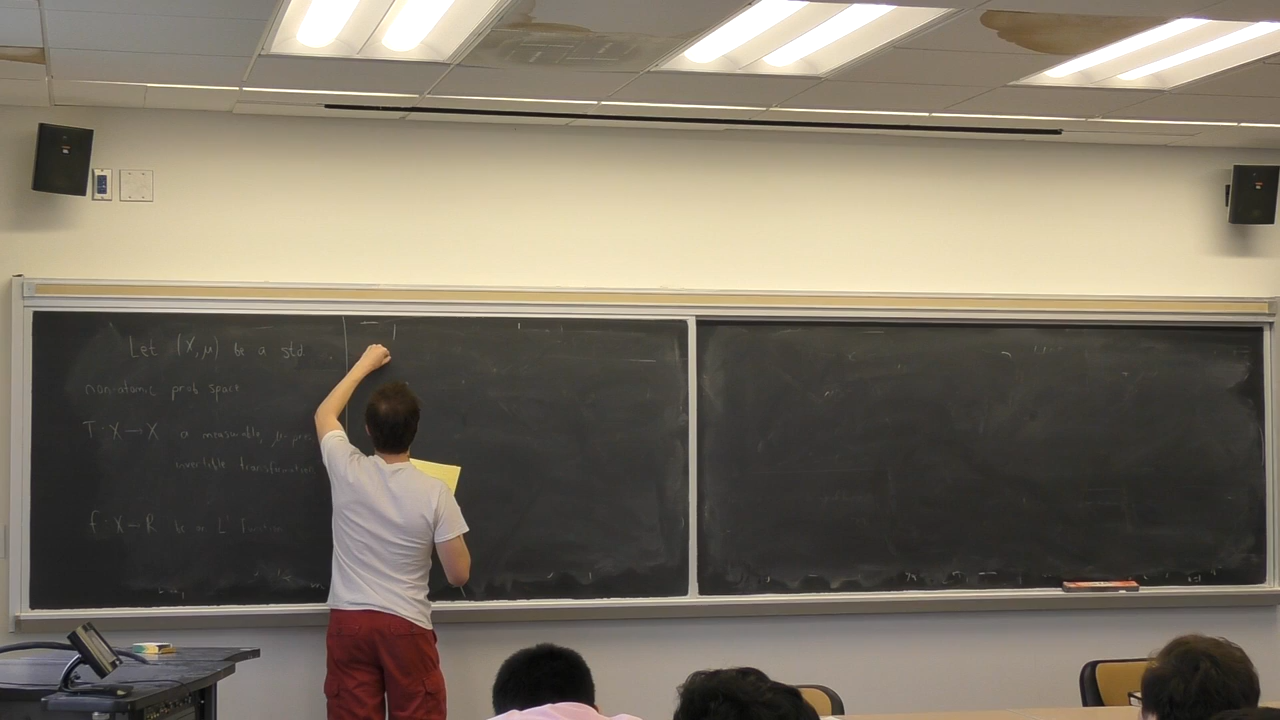 Let (X, μ) be a std.
non-atomic prob space
T: X → X a measurable, μ-pres
invertible transformation
f: X → R be an L¹ function